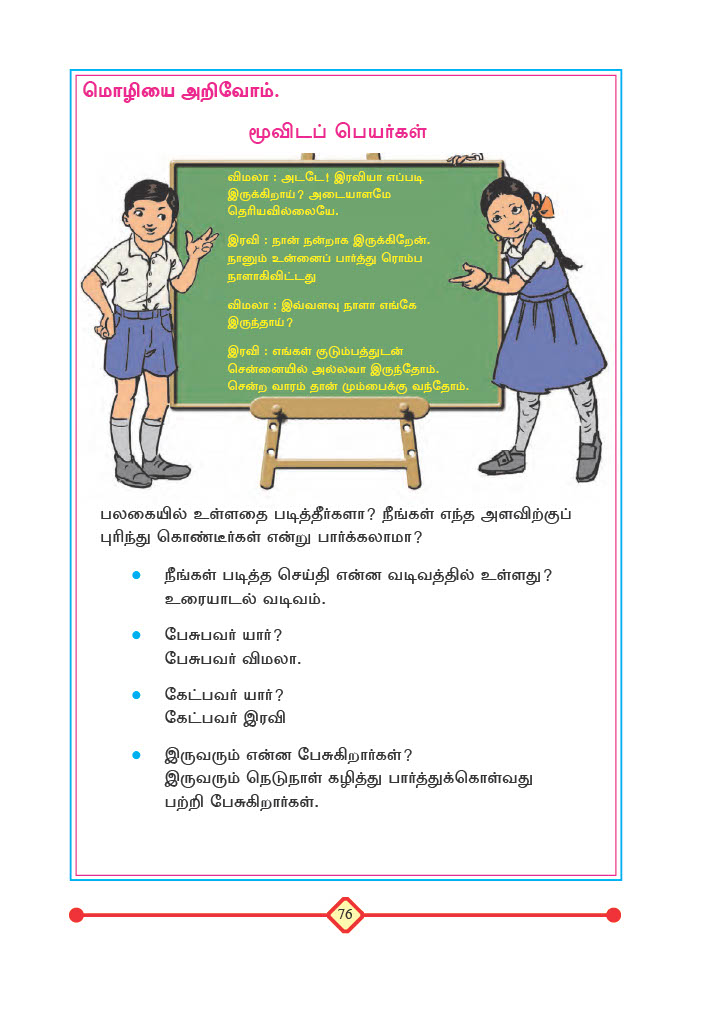 மொழியை அறிவோம்.
மூவிடப் பெயர்கள்
விமலா : அடடே! இரவியா எப்படி
இருக்கிறாய்? அடையாளமே
தெரியவில்லையே.
இரவி : நான் நன்றாக இருக்கிறேன்.
நானும் உன்னைப் பார்த்து ரொம்ப
நாளாகிவிட்டது
விமலா : இவ்வளவு நாளா எங்கே
இருந்தாய்?
இரவி : எங்கள் குடும்பத்துடன்
சென்னையில் அல்லவா இருந்தோம்.
சென்ற வாரம் தான் மும்பைக்கு வந்தோம்.
பலகையில் உள்ளதை படித்தீர்களா? நீங்கள் எந்த அளவிற்குப்
புரிந்து கொண்டீர்கள் என்று பார்க்கலாமா?
• நீங்கள் படித்த செய்தி என்ன வடிவத்தில் உள்ளது?
உரையாடல் வடிவம்.
• பேசுபவர் யார்?
பேசுபவர் விமலா.
• கேட்பவர் யார்?
கேட்பவர் இரவி
• இருவரும் என்ன பேசுகிறார்கள்?
இருவரும் நெடுநாள் கழித்து பார்த்துக்கொள்வது
பற்றி பேசுகிறார்கள்.
76